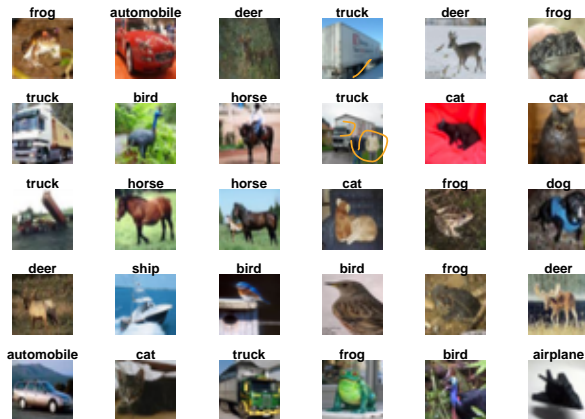 frog automobile deer truck deer frog
truck bird horse truck cat cat
truck horse horse cat frog dog
deer ship bird bird frog deer
automobile cat truck frog bird airplane